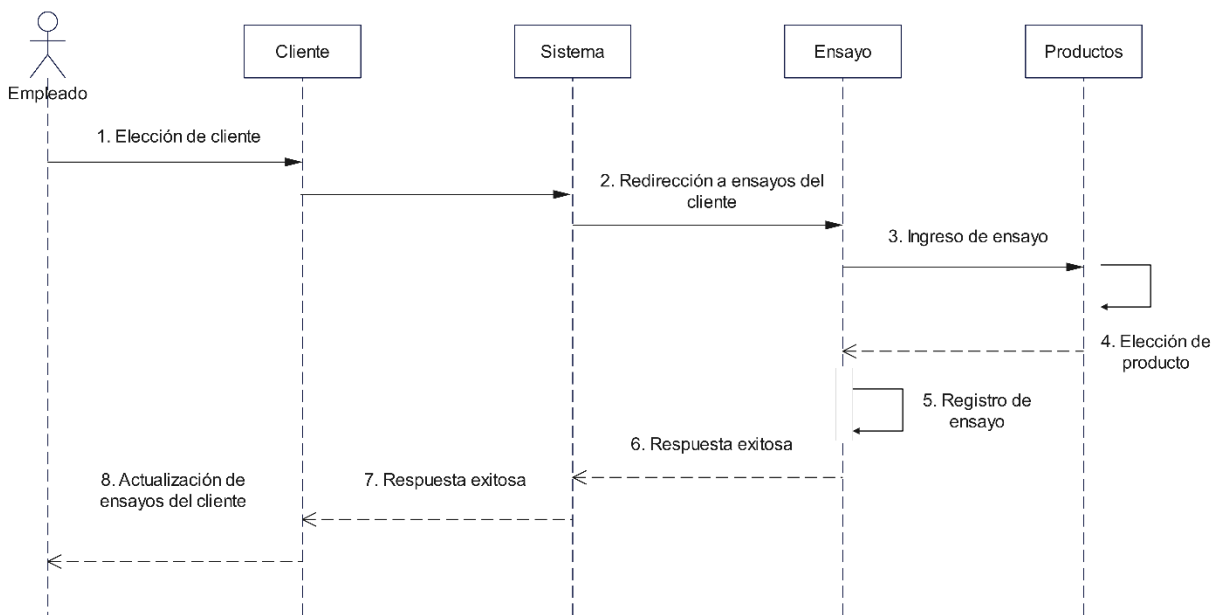 Empleado
Cliente
Sistema
Ensayo
Productos
1. Elección de cliente
2. Redirección a ensayos del
cliente
3. Ingreso de ensayo
4. Elección de
producto
5. Registro de
ensayo
6. Respuesta exitosa
7. Respuesta exitosa
8. Actualización de
ensayos del cliente